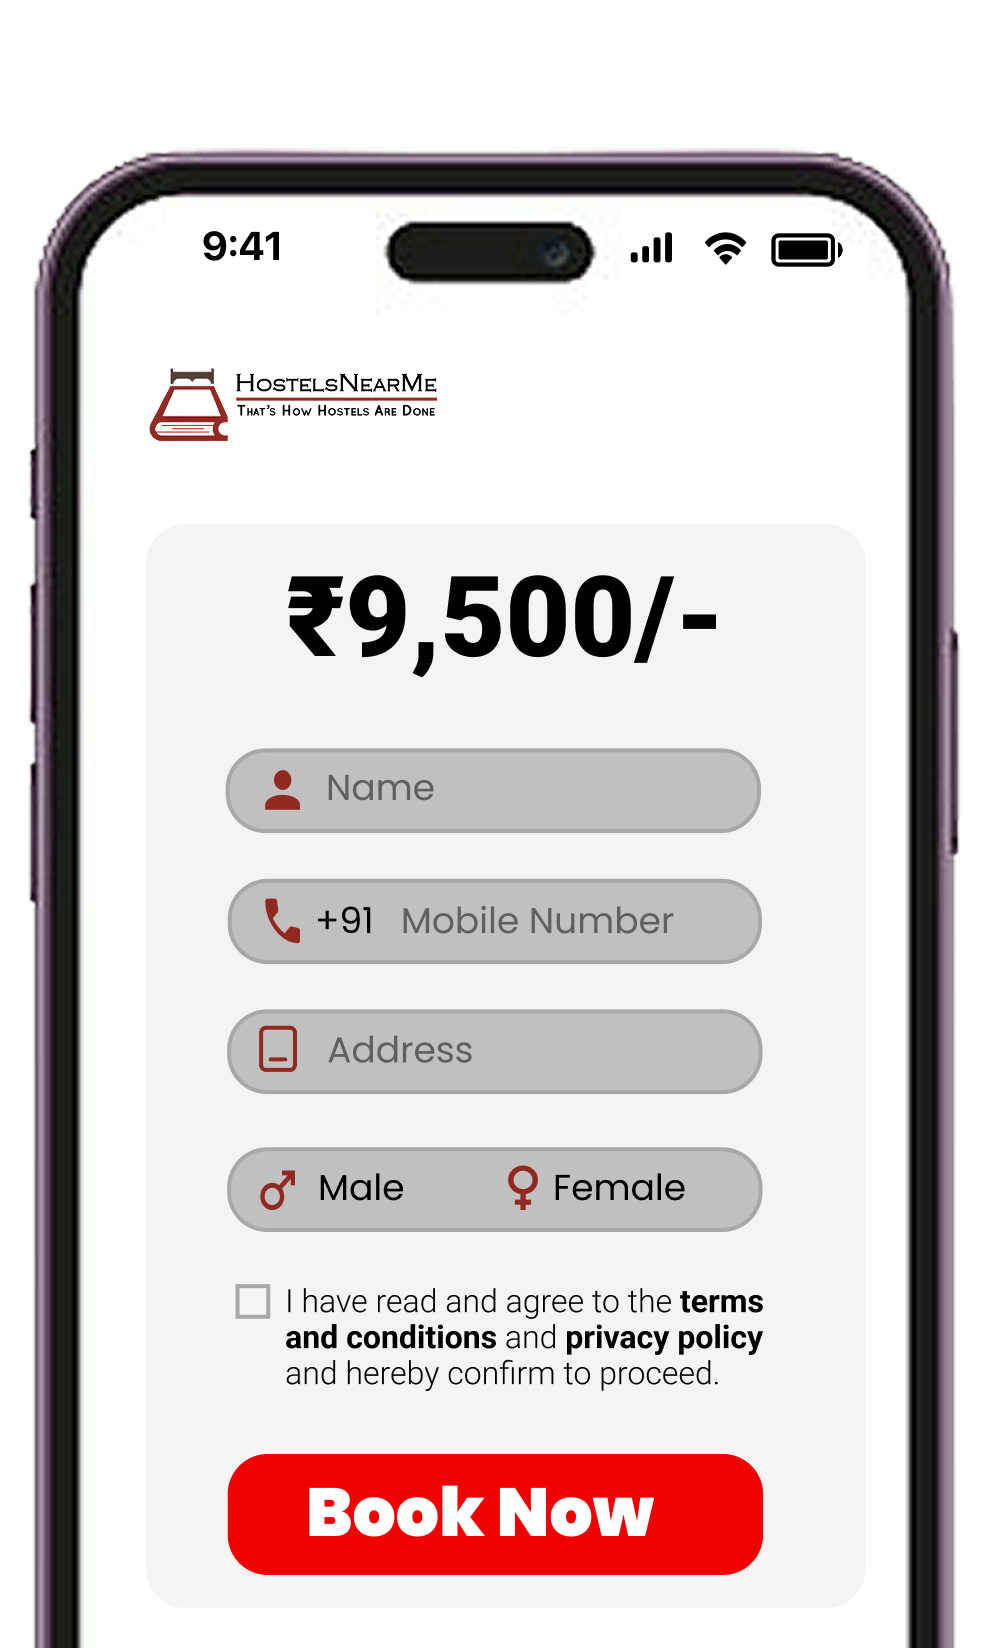 9:41
HostelsNearMe
That's How Hostels Are Done
₹9,500/-
Name
+91 Mobile Number
Address
Male Female
I have read and agree to the terms
and conditions and privacy policy
and hereby confirm to proceed.
Book Now